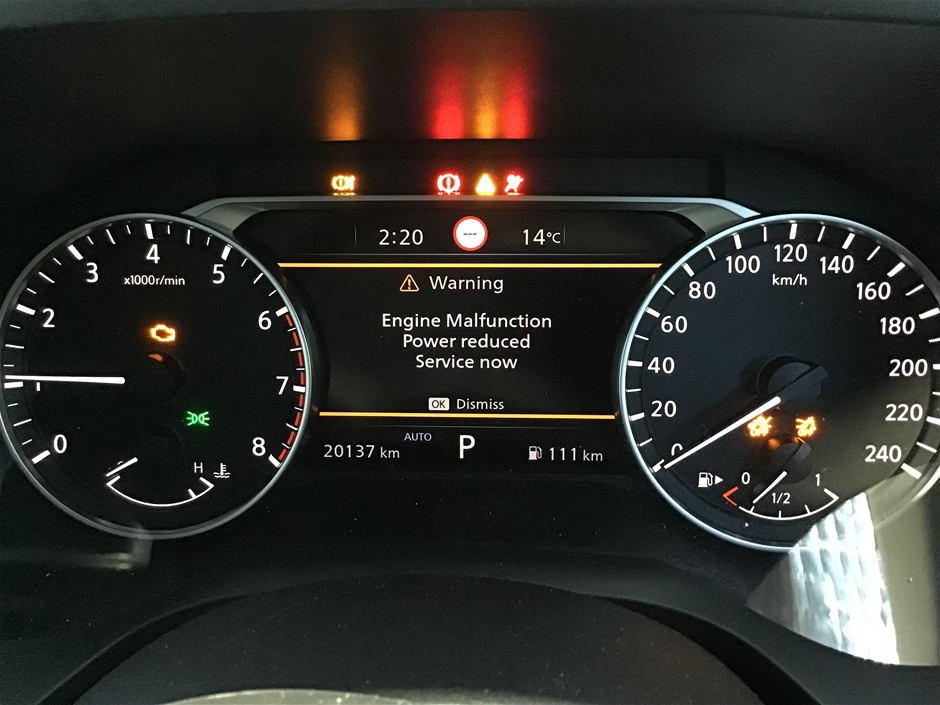 2:20
---
14°C
Warning
Engine Malfunction
Power reduced
Service now
OK Dismiss
20137 km
AUTO
P
111 km
x1000r/min
0
1
2
3
4
5
6
7
8
H
km/h
0
20
40
60
80
100
120
140
160
180
200
220
240
0
1/2
1